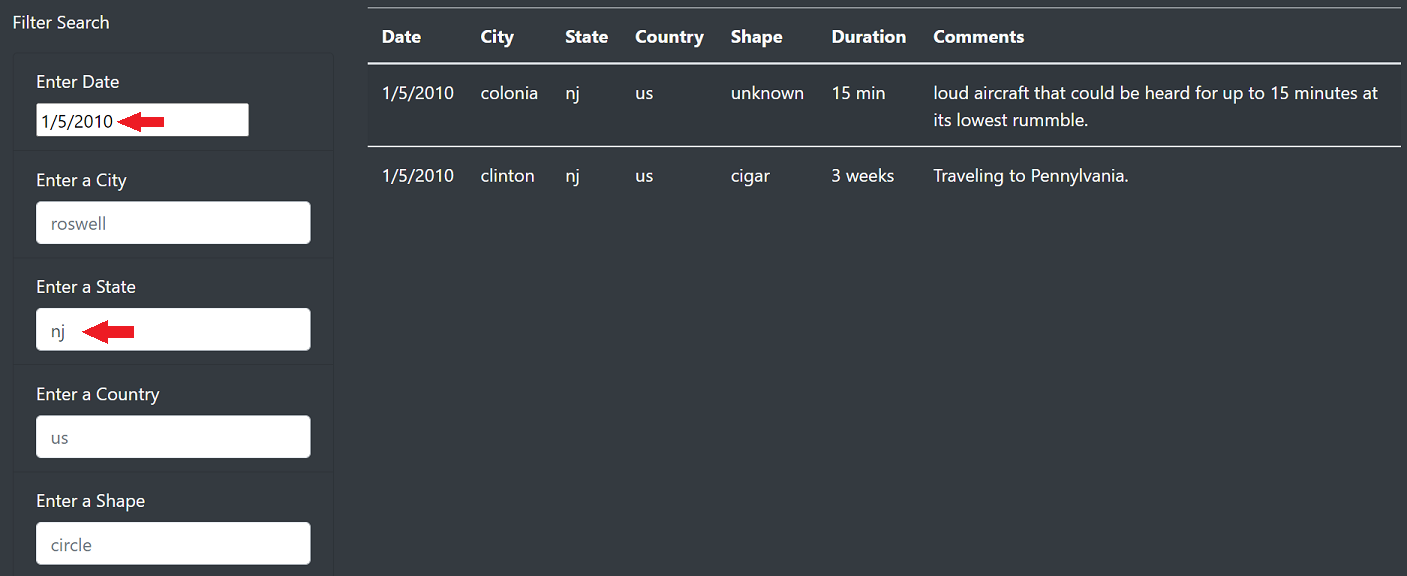 Filter Search
Enter Date
1/5/2010
Enter a City
roswell
Enter a State
nj
Enter a Country
us
Enter a Shape
circle
Date City State Country Shape Duration Comments
1/5/2010 colonia nj us unknown 15 min loud aircraft that could be heard for up to 15 minutes at
its lowest rummble.
1/5/2010 clinton nj us cigar 3 weeks Traveling to Pennylvania.